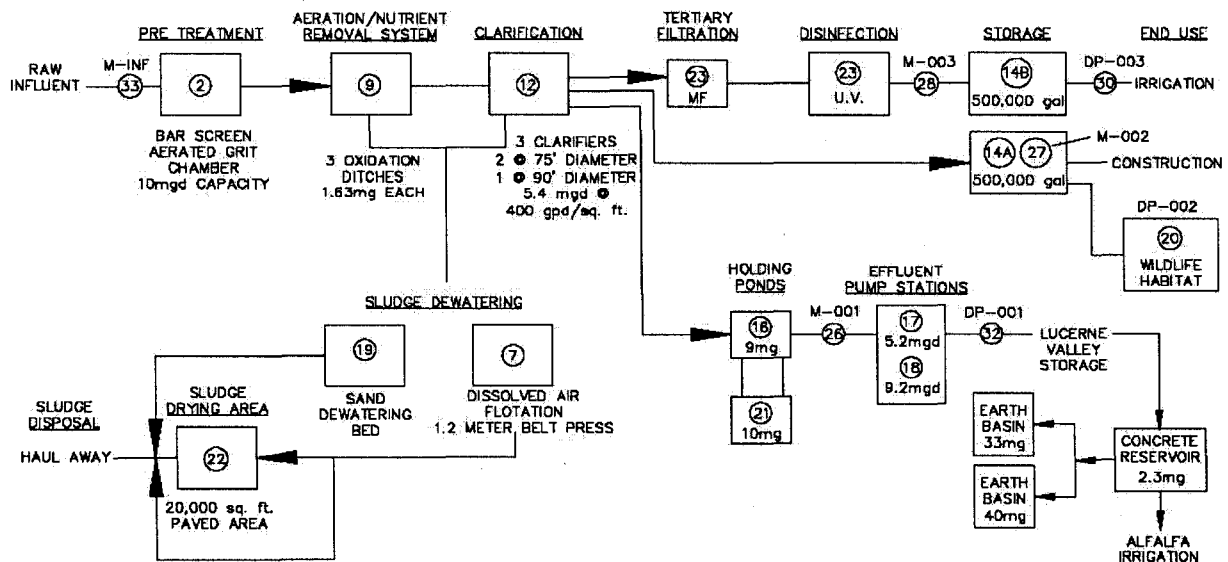 PRE TREATMENT
AERATION/NUTRIENT
REMOVAL SYSTEM
CLARIFICATION
TERTIARY
FILTRATION
DISINFECTION
STORAGE
END USE
RAW
INFLUENT
M-INF
33
2
9
12
23
MF
23
U.V.
M-003
28
14B
500,000 gal
DP-003
30
IRRIGATION
BAR SCREEN
AERATED GRIT
CHAMBER
10mgd CAPACITY
3 OXIDATION
DITCHES
1.63mg EACH
3 CLARIFIERS
2 @ 75' DIAMETER
1 @ 90' DIAMETER
5.4 mgd @
400 gpd/sq. ft.
14A
27
500,000 gal
M-002
CONSTRUCTION
DP-002
20
WILDLIFE
HABITAT
SLUDGE DEWATERING
HOLDING
PONDS
EFFLUENT
PUMP STATIONS
16
9mg
M-001
26
17
5.2mgd
18
9.2mgd
DP-001
32
LUCERNE
VALLEY
STORAGE
21
10mg
19
SAND
DEWATERING
BED
7
DISSOLVED AIR
FLOTATION
1.2 METER BELT PRESS
SLUDGE
DISPOSAL
SLUDGE
DRYING AREA
HAUL AWAY
22
20,000 sq. ft.
PAVED AREA
EARTH
BASIN
33mg
EARTH
BASIN
40mg
CONCRETE
RESERVOIR
2.3mg
ALFALFA
IRRIGATION